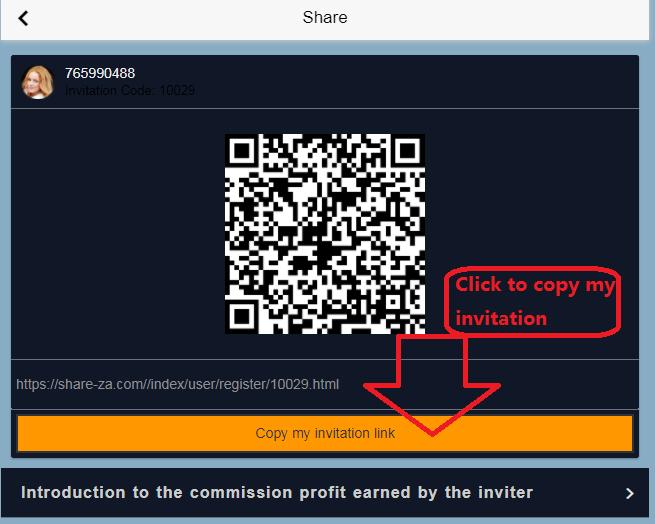 Share
765990488
Invitation Code: 10029
Click to copy my
invitation
https://share-za.com//index/user/register/10029.html
Copy my invitation link
Introduction to the commission profit earned by the inviter